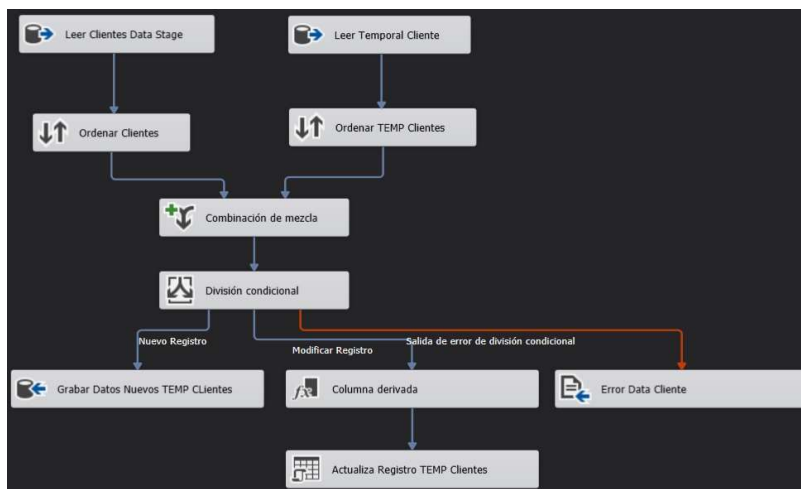 Leer Clientes Data Stage
Leer Temporal Cliente
Ordenar Clientes
Ordenar TEMP Clientes
Combinación de mezcla
División condicional
Nuevo Registro
Modificar Registro
Salida de error de división condicional
Grabar Datos Nuevos TEMP CLientes
Columna derivada
Error Data Cliente
Actualiza Registro TEMP Clientes